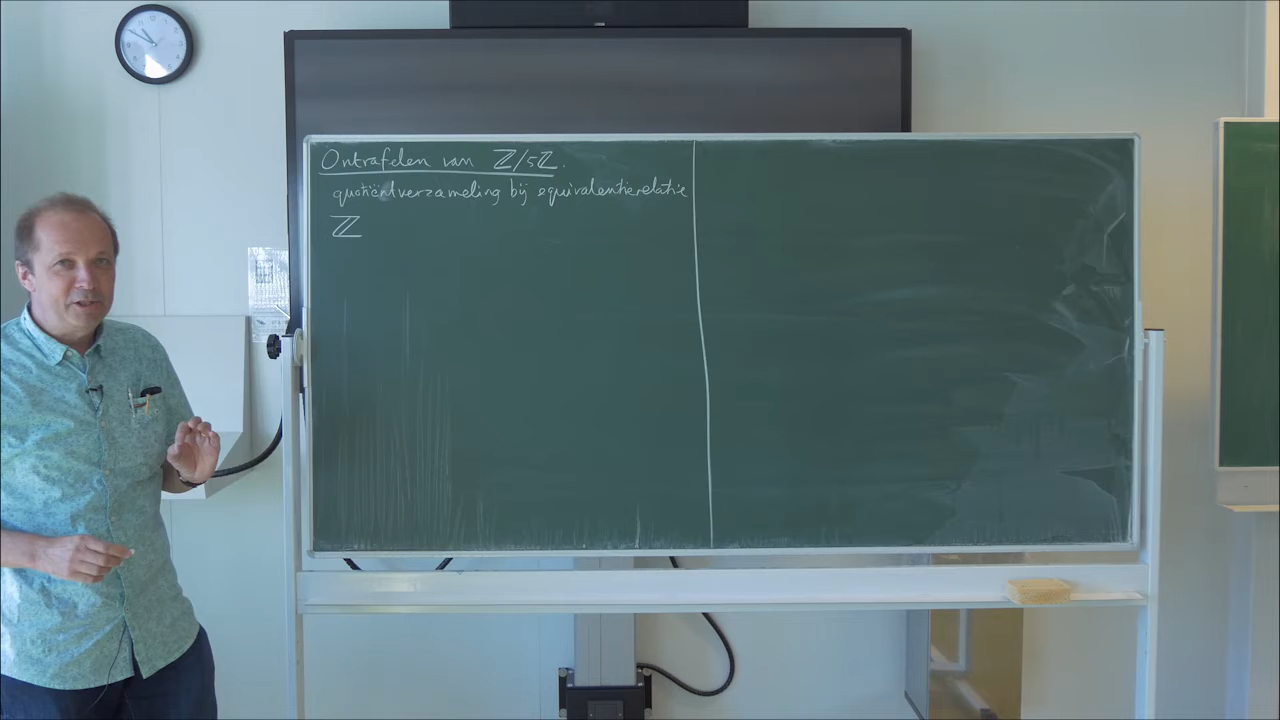 Ontrafelen van ℤ/5ℤ.
quotiëntverzameling bij equivalentierelatie
ℤ